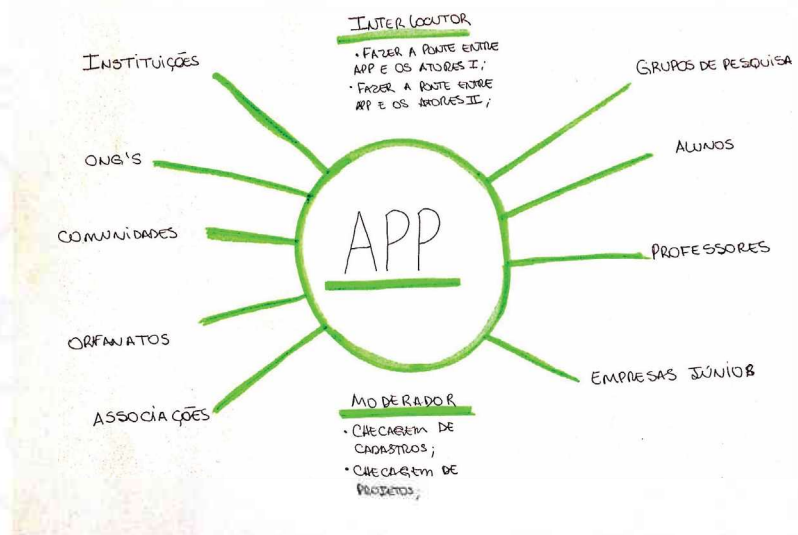 INTERLOCUTOR
• FAZER A PONTE ENTRE
APP E OS ATORES I;
• FAZER A PONTE ENTRE
APP E OS ATORES II;
INSTITUIÇÕES
ONG'S
COMUNIDADES
ORFANATOS
ASSOCIAÇÕES
APP
GRUPOS DE PESQUISA
ALUNOS
PROFESSORES
EMPRESAS JÚNIOR
MODERADOR
• CHECAGEM DE
CADASTROS;
• CHECAGEM DE
PROJETOS;